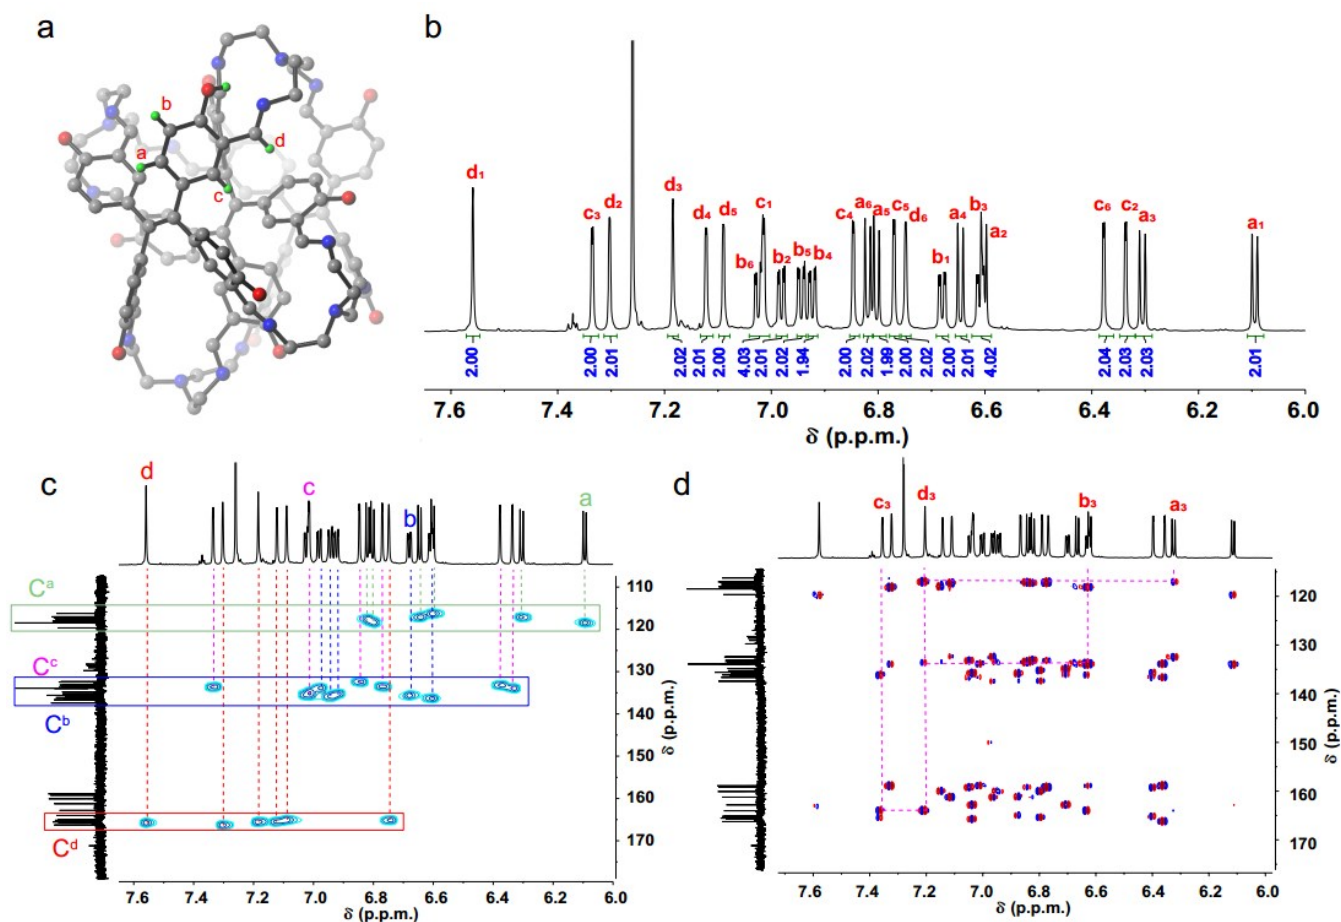 a
b
d
a
c
b
d₁
c₃
d₂
d₃
d₄
d₅
c₁
b₆
b₂
b₅
b₄
c₄
a₆
a₅
c₅
d₆
b₁
a₄
b₃
a₂
c₆
c₂
a₃
a₁
2.00
2.00
2.01
2.02
2.01
2.00
4.03
2.01
2.02
1.94
2.00
2.02
1.99
2.00
2.02
2.00
2.01
4.02
2.04
2.03
2.03
2.01
7.6 7.4 7.2 7.0 6.8 6.6 6.4 6.2 6.0
δ (p.p.m.)
c
d
c
b
a
Cᵃ
Cᶜ
Cᵇ
Cᵈ
110
120
130
140
150
160
170
δ (p.p.m.)
7.6 7.4 7.2 7.0 6.8 6.6 6.4 6.2 6.0
δ (p.p.m.)
d
c₃
d₃
b₃
a₃
120
130
140
150
160
170
δ (p.p.m.)
7.6 7.4 7.2 7.0 6.8 6.6 6.4 6.2 6.0
δ (p.p.m.)